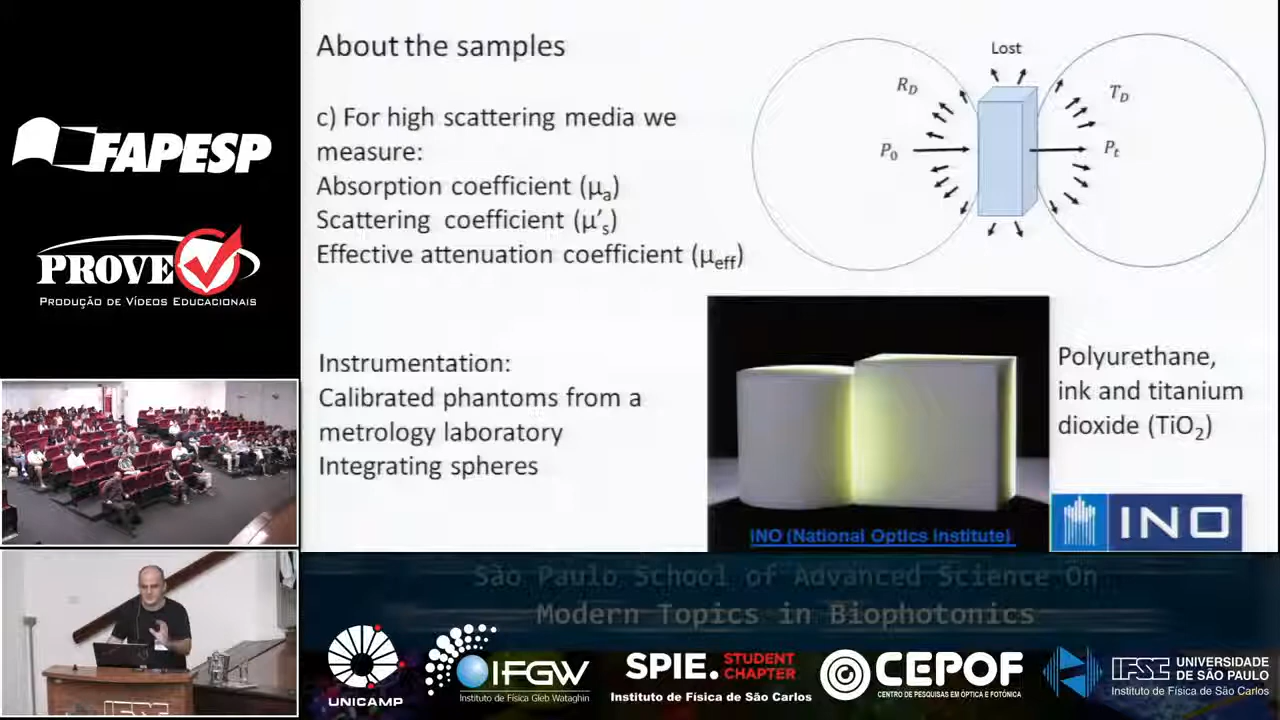 FAPESP
PROVE
PRODUÇÃO DE VÍDEOS EDUCACIONAIS
About the samples
c) For high scattering media we
measure:
Absorption coefficient (μa)
Scattering coefficient (μ’s)
Effective attenuation coefficient (μeff)
Lost
RD
TD
P0
Pt
Instrumentation:
Calibrated phantoms from a
metrology laboratory
Integrating spheres
Polyurethane,
ink and titanium
dioxide (TiO2)
INO (National Optics Institute)
INO
São Paulo School of Advanced Science On
Modern Topics in Biophotonics
UNICAMP
IFGW
Instituto de Física Gleb Wataghin
SPIE. STUDENT
CHAPTER
Instituto de Física de São Carlos
CEPOF
CENTRO DE PESQUISAS EM ÓPTICA E FOTÔNICA
IFSC UNIVERSIDADE
DE SÃO PAULO
Instituto de Física de São Carlos
IFSC